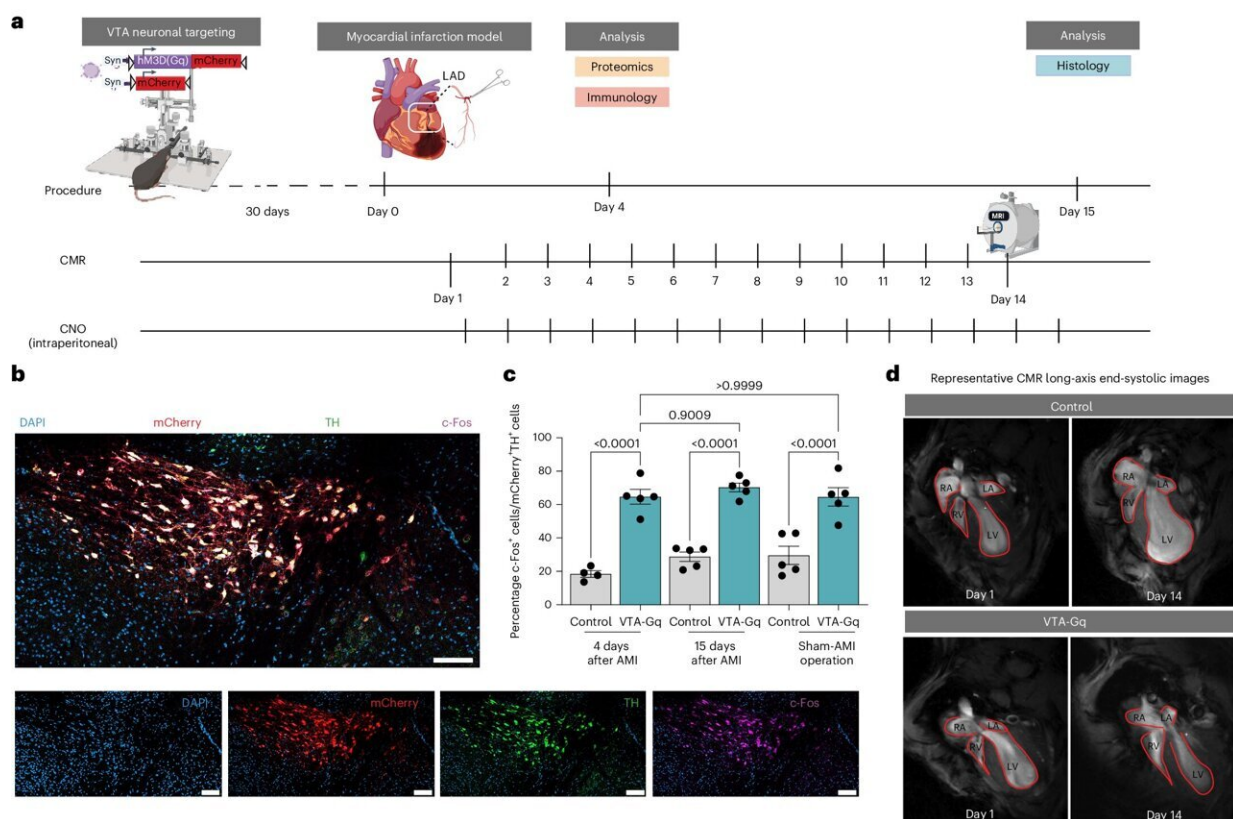 a
VTA neuronal targeting
Syn hM3D(Gq) mCherry
Syn mCherry
Myocardial infarction model
LAD
Analysis
Proteomics
Immunology
Analysis
Histology
Procedure
30 days
Day 0
Day 4
Day 15
MRI
CMR
Day 1
2 3 4 5 6 7 8 9 10 11 12 13
Day 14
CNO
(intraperitoneal)
b
DAPI mCherry TH c-Fos
DAPI
mCherry
TH
c-Fos
c
Percentage c-Fos⁺ cells/mCherry⁺TH⁺ cells
100
80
60
40
20
0
>0.9999
0.9009
<0.0001 <0.0001 <0.0001
Control VTA-Gq Control VTA-Gq Control VTA-Gq
4 days
after AMI
15 days
after AMI
Sham-AMI
operation
d
Representative CMR long-axis end-systolic images
Control
RA LA
RV
LV
Day 1
RA LA
RV
LV
Day 14
VTA-Gq
RA LA
RV
LV
Day 1
RA LA
RV
LV
Day 14